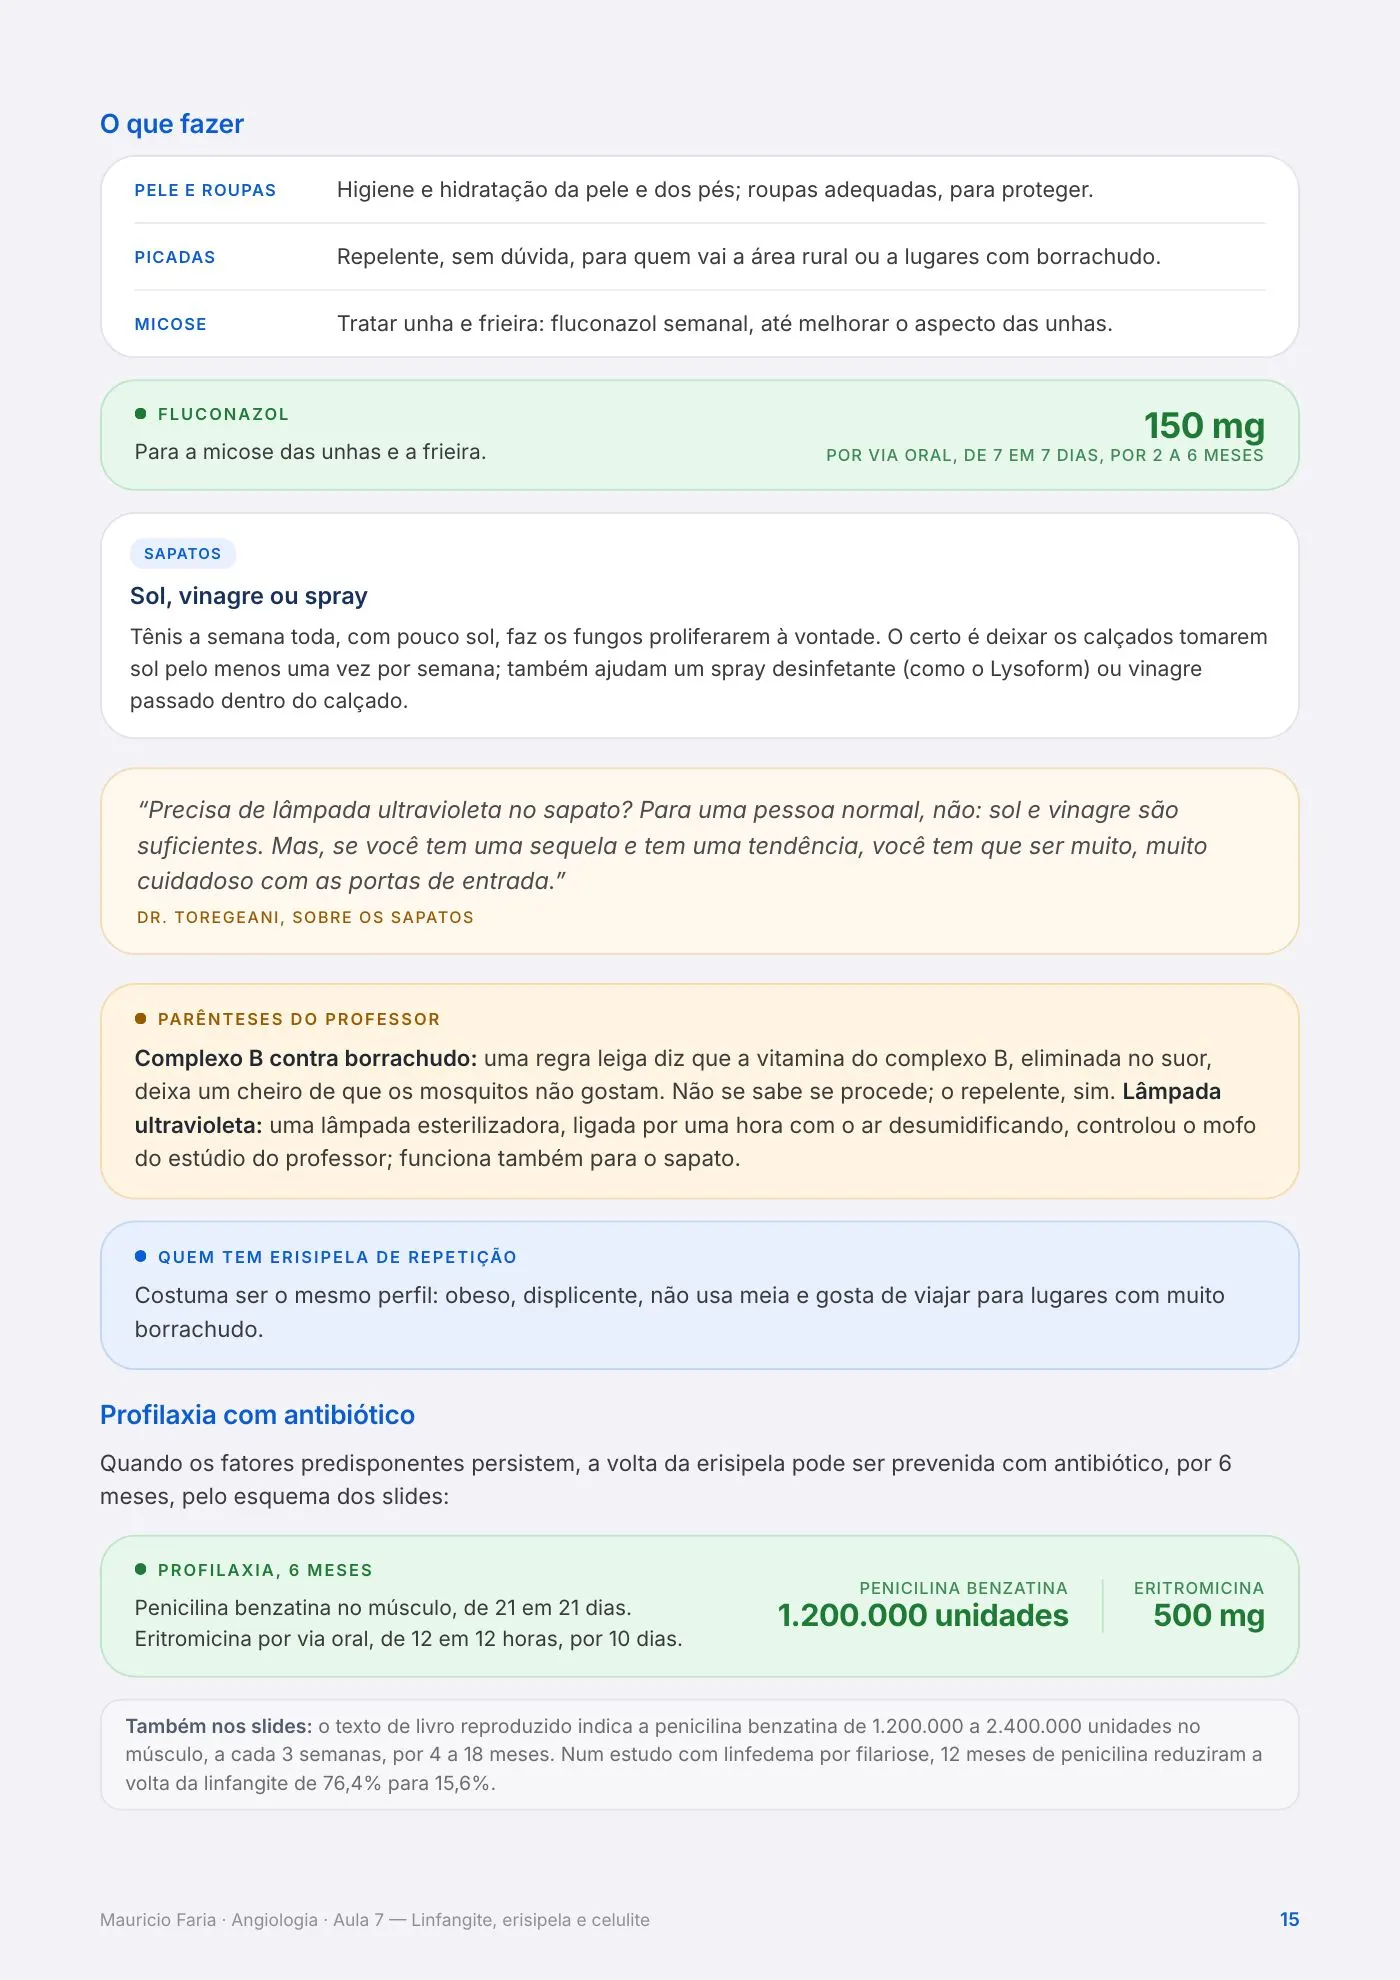 O que fazer
PELE E ROUPAS Higiene e hidratação da pele e dos pés; roupas adequadas, para proteger.
PICADAS Repelente, sem dúvida, para quem vai a área rural ou a lugares com borrachudo.
MICOSE Tratar unha e frieira: fluconazol semanal, até melhorar o aspecto das unhas.
FLUCONAZOL
Para a micose das unhas e a frieira.
150 mg
POR VIA ORAL, DE 7 EM 7 DIAS, POR 2 A 6 MESES
SAPATOS
Sol, vinagre ou spray
Tênis a semana toda, com pouco sol, faz os fungos proliferarem à vontade. O certo é deixar os calçados tomarem
sol pelo menos uma vez por semana; também ajudam um spray desinfetante (como o Lysoform) ou vinagre
passado dentro do calçado.
“Precisa de lâmpada ultravioleta no sapato? Para uma pessoa normal, não: sol e vinagre são
suficientes. Mas, se você tem uma sequela e tem uma tendência, você tem que ser muito, muito
cuidadoso com as portas de entrada.”
DR. TOREGEANI, SOBRE OS SAPATOS
PARÊNTESES DO PROFESSOR
Complexo B contra borrachudo: uma regra leiga diz que a vitamina do complexo B, eliminada no suor,
deixa um cheiro de que os mosquitos não gostam. Não se sabe se procede; o repelente, sim. Lâmpada
ultravioleta: uma lâmpada esterilizadora, ligada por uma hora com o ar desumidificando, controlou o mofo
do estúdio do professor; funciona também para o sapato.
QUEM TEM ERISIPELA DE REPETIÇÃO
Costuma ser o mesmo perfil: obeso, displicente, não usa meia e gosta de viajar para lugares com muito
borrachudo.
Profilaxia com antibiótico
Quando os fatores predisponentes persistem, a volta da erisipela pode ser prevenida com antibiótico, por 6
meses, pelo esquema dos slides:
PROFILAXIA, 6 MESES
Penicilina benzatina no músculo, de 21 em 21 dias.
Eritromicina por via oral, de 12 em 12 horas, por 10 dias.
PENICILINA BENZATINA
1.200.000 unidades
ERITROMICINA
500 mg
Também nos slides: o texto de livro reproduzido indica a penicilina benzatina de 1.200.000 a 2.400.000 unidades no
músculo, a cada 3 semanas, por 4 a 18 meses. Num estudo com linfedema por filariose, 12 meses de penicilina reduziram a
volta da linfangite de 76,4% para 15,6%.
Mauricio Faria · Angiologia · Aula 7 — Linfangite, erisipela e celulite 15